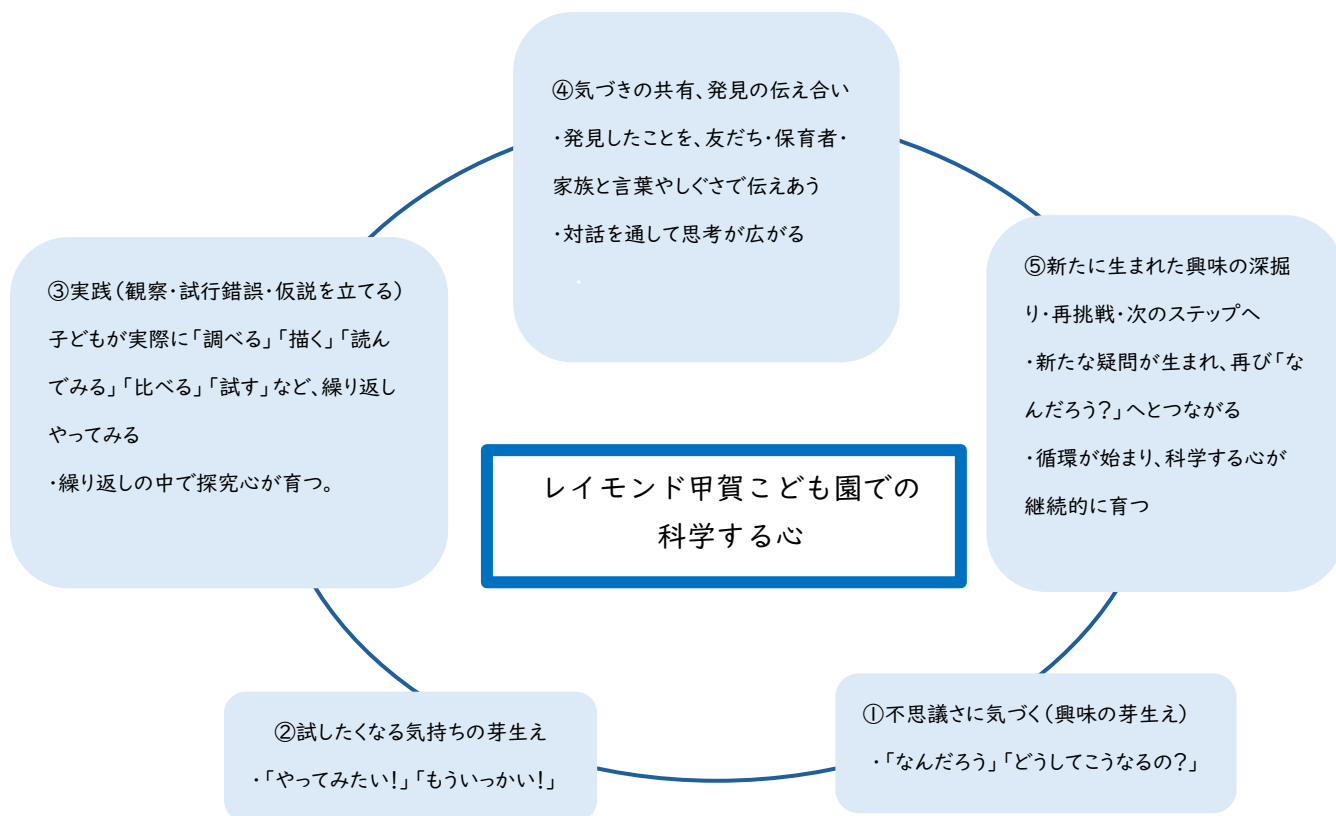 ④気づきの共有、発見の伝え合い
・発見したことを、友だち・保育者・
家族と言葉やしぐさで伝えあう
・対話を通して思考が広がる
・
③実践(観察・試行錯誤・仮説を立てる)
子どもが実際に「調べる」「描く」「読ん
でみる」「比べる」「試す」など、繰り返し
やってみる
・繰り返しの中で探究心が育つ。
⑤新たに生まれた興味の深掘
り・再挑戦・次のステップへ
・新たな疑問が生まれ、再び「な
んだろう?」へとつながる
・循環が始まり、科学する心が
継続的に育つ
レイモンド甲賀こども園での
科学する心
②試したくなる気持ちの芽生え
・「やってみたい!」「もういっかい!」
①不思議さに気づく(興味の芽生え)
・「なんだろう」「どうしてこうなるの?」